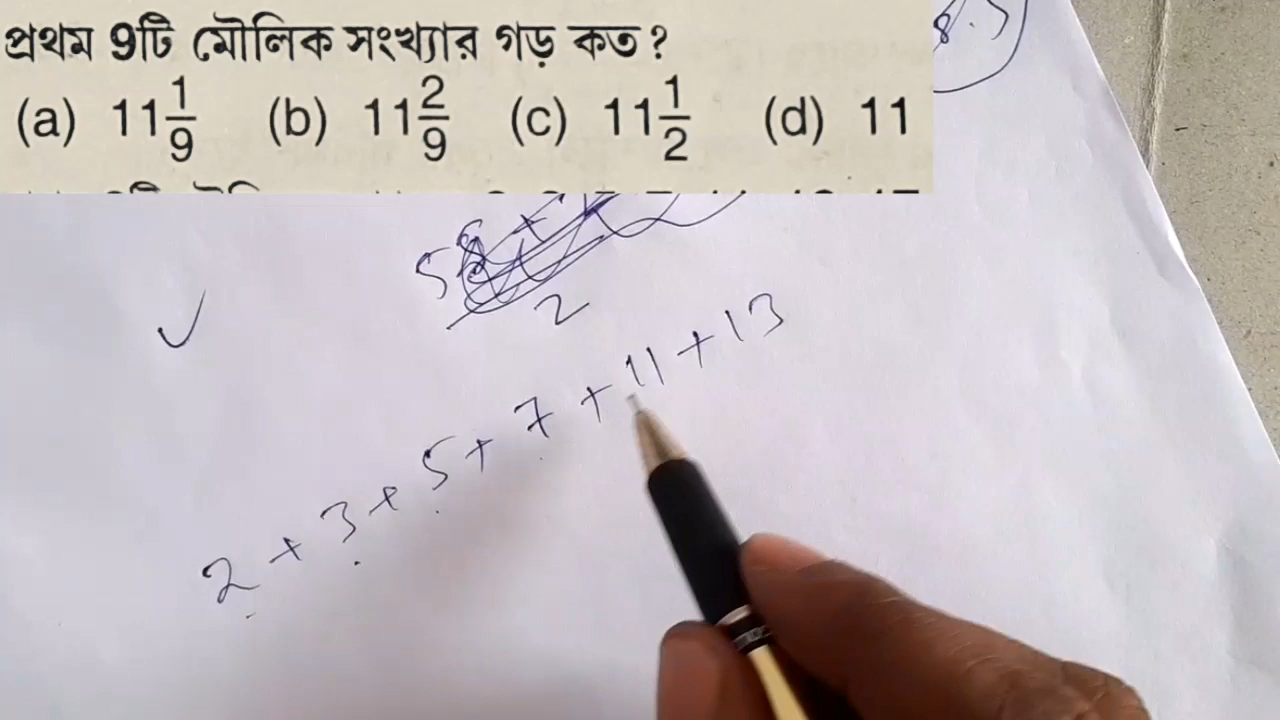 প্রথম 9টি মৌলিক সংখ্যার গড় কত?
(a) 11 1/9 (b) 11 2/9 (c) 11 1/2 (d) 11
2
2 + 3 + 5 + 7 + 11 + 13